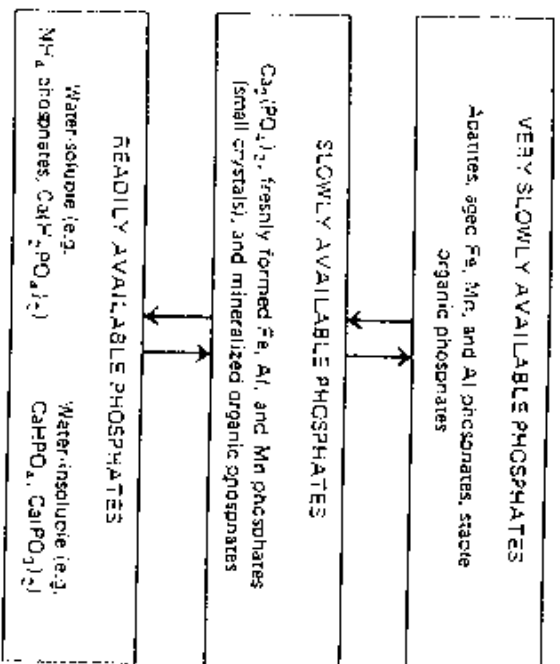 VERY SLOWLY AVAILABLE PHOSPHATES
Apatites, aged Fe, Mn, and Al phosphates, stable
organic phosphates
SLOWLY AVAILABLE PHOSPHATES
Ca₃(PO₄)₂, freshly formed Fe, Al, and Mn phosphates
(small crystals), and mineralized organic phosphates
READILY AVAILABLE PHOSPHATES
Water-soluble (e.g.
NH₄ phosphates, Ca(H₂PO₄)₂)
Water-insoluble (e.g.
CaHPO₄, Ca(PO₃)₂)